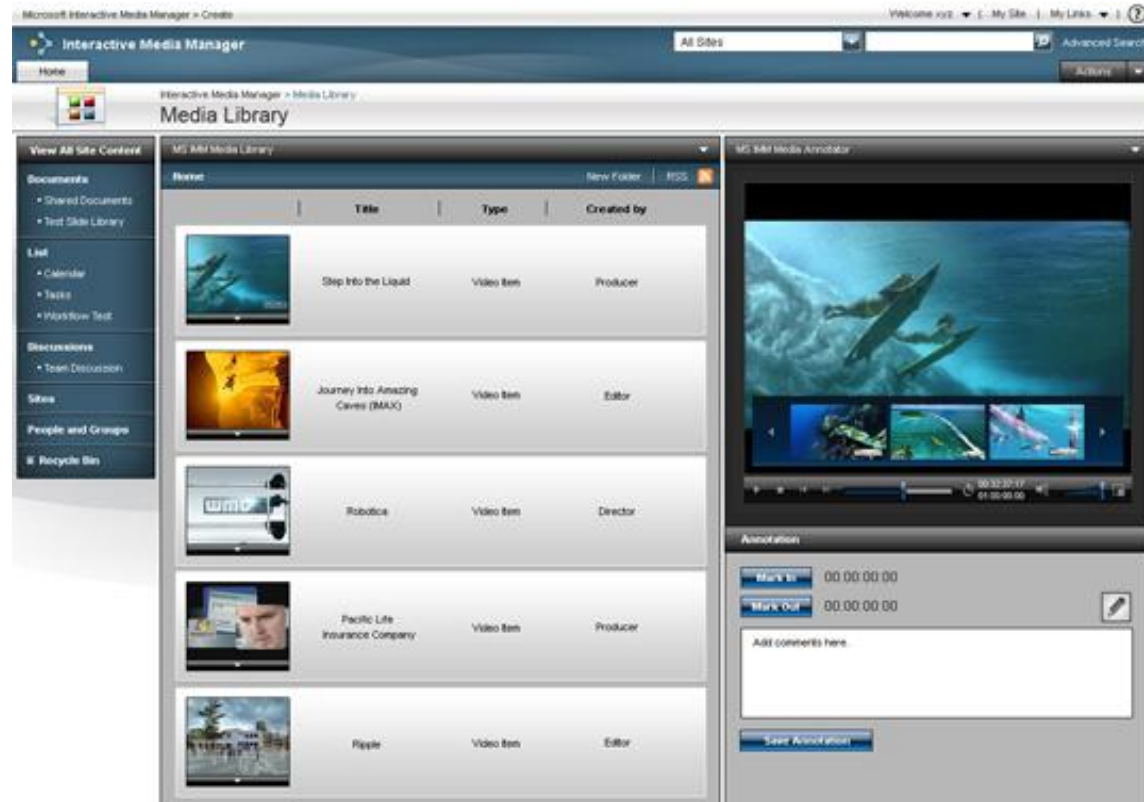 Microsoft Interactive Media Manager > Create
Welcome xyz | My Site | My Links
Interactive Media Manager
All Sites
Advanced Search
Home
Actions
Interactive Media Manager > Media Library
Media Library
View All Site Content
Documents
Shared Documents
Test Slide Library
List
Calendar
Tasks
Workflow Test
Discussions
Team Discussion
Sites
People and Groups
Recycle Bin
MS IMM Media Library
Home
New Folder | RSS
Title | Type | Created by
Step Into the Liquid
Video Item
Producer
Journey Into Amazing
Caves (IMAX)
Video Item
Editor
Robotica
Video Item
Director
Pacific Life
Insurance Company
Video Item
Producer
Ripple
Video Item
Editor
MS IMM Media Annotator
01:00:00:00
Annotation
Mark In
00:00:00:00
Mark Out
00:00:00:00
Add comments here.
Save Annotation